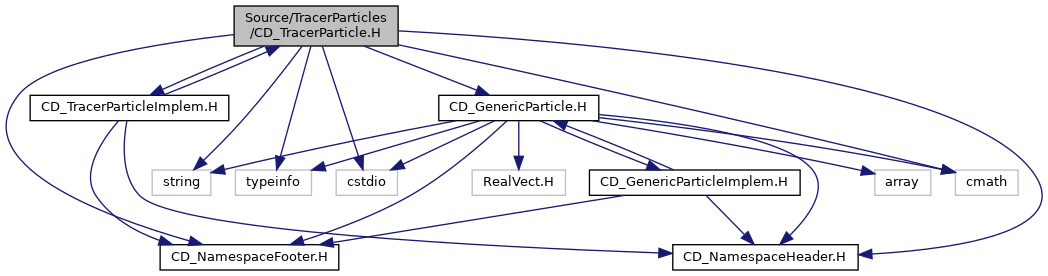 Source/TracerParticles
/CD_TracerParticle.H
CD_TracerParticleImplem.H
CD_GenericParticle.H
string
typeinfo
cstdio
RealVect.H
CD_GenericParticleImplem.H
array
cmath
CD_NamespaceFooter.H
CD_NamespaceHeader.H